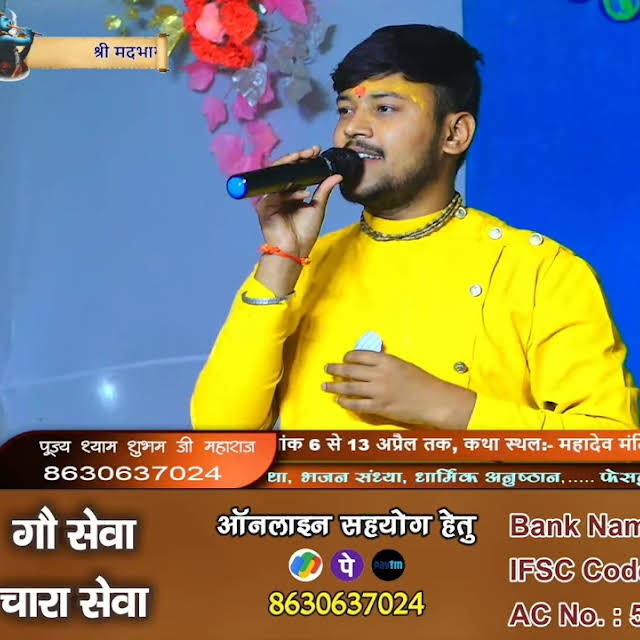 श्री मदभा
पूज्य श्याम शुभम जी महाराज
8630637024
6 से 13 अप्रैल तक, कथा स्थल:- महादेव
भजन संध्या, धार्मिक अनुष्ठान,.....
गौ सेवा
चारा सेवा
ऑनलाइन सहयोग हेतु
पे paytm
8630637024
Bank Nam
IFSC Code
AC No. : 5